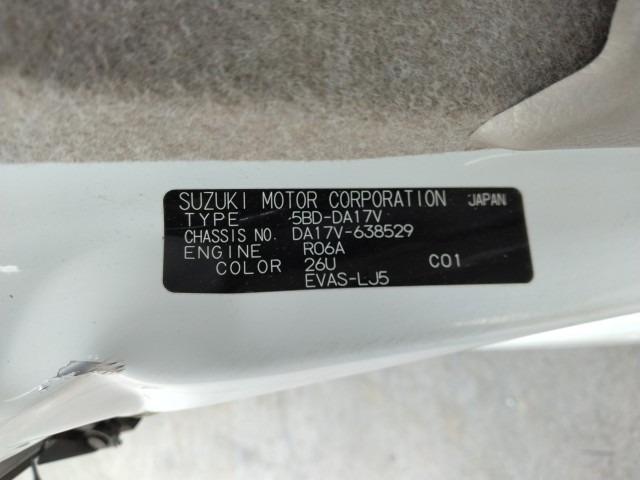 SUZUKI MOTOR CORPORATION JAPAN
TYPE 5BD-DA17V
CHASSIS NO. DA17V-638529
ENGINE R06A
COLOR 26U C01
EVAS-LJ5